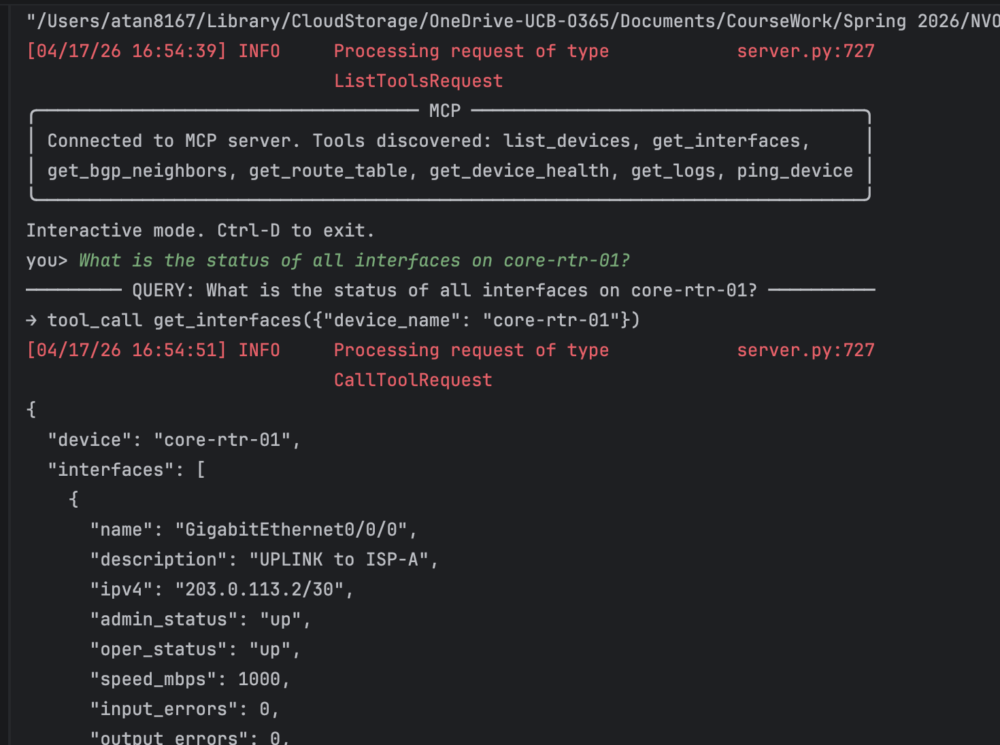 "/Users/atan8167/Library/CloudStorage/OneDrive-UCB-O365/Documents/CourseWork/Spring 2026/NVO
[04/17/26 16:54:39] INFO     Processing request of type            server.py:727
ListToolsRequest
MCP
Connected to MCP server. Tools discovered: list_devices, get_interfaces,
get_bgp_neighbors, get_route_table, get_device_health, get_logs, ping_device
Interactive mode. Ctrl-D to exit.
you> What is the status of all interfaces on core-rtr-01?
QUERY: What is the status of all interfaces on core-rtr-01?
→ tool_call get_interfaces({"device_name": "core-rtr-01"})
[04/17/26 16:54:51] INFO     Processing request of type            server.py:727
CallToolRequest
{
  "device": "core-rtr-01",
  "interfaces": [
    {
      "name": "GigabitEthernet0/0/0",
      "description": "UPLINK to ISP-A",
      "ipv4": "203.0.113.2/30",
      "admin_status": "up",
      "oper_status": "up",
      "speed_mbps": 1000,
      "input_errors": 0,
      "output_errors": 0,